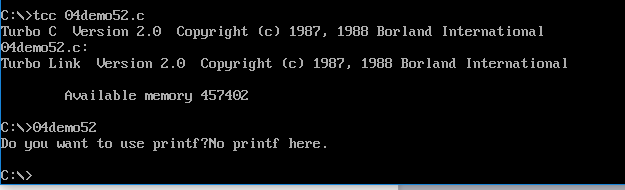 C:\>tcc 04demo52.c
Turbo C  Version 2.0  Copyright (c) 1987, 1988 Borland International
04demo52.c:
Turbo Link  Version 2.0  Copyright (c) 1987, 1988 Borland International
        Available memory 457402
C:\>04demo52
Do you want to use printf?No printf here.
C:\>